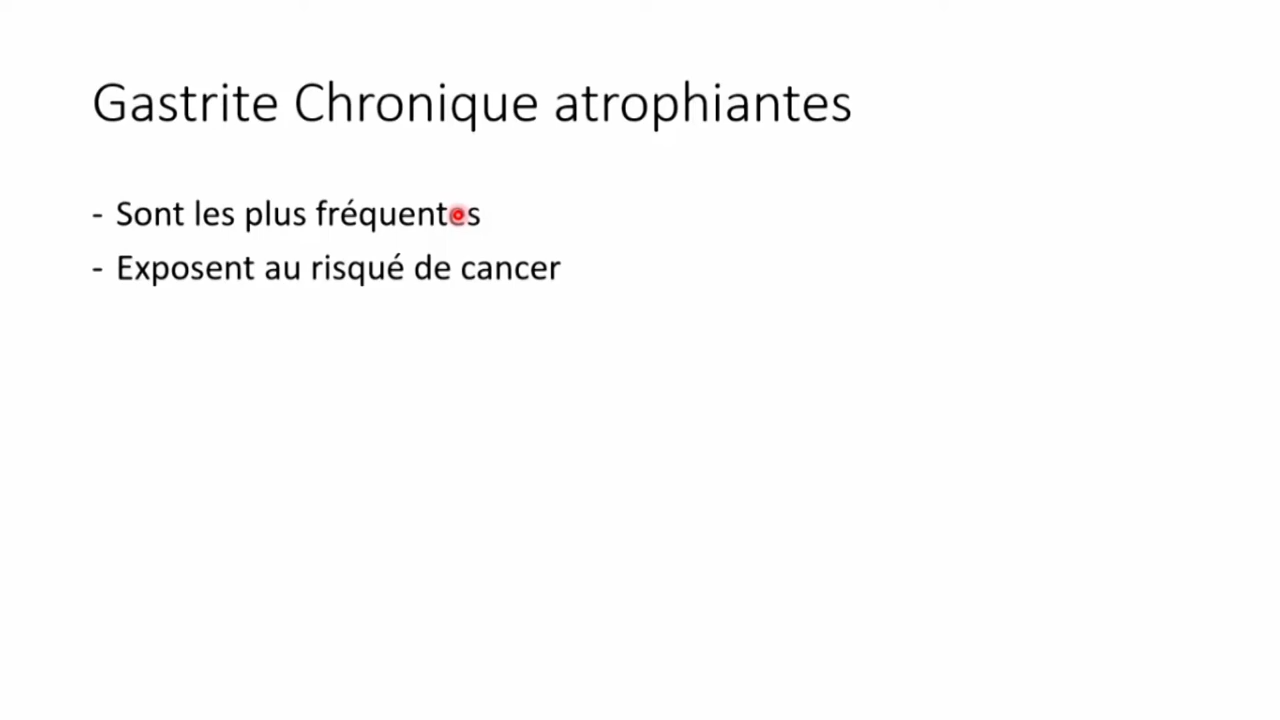 Gastrite Chronique atrophiantes
- Sont les plus fréquentes
- Exposent au risqué de cancer